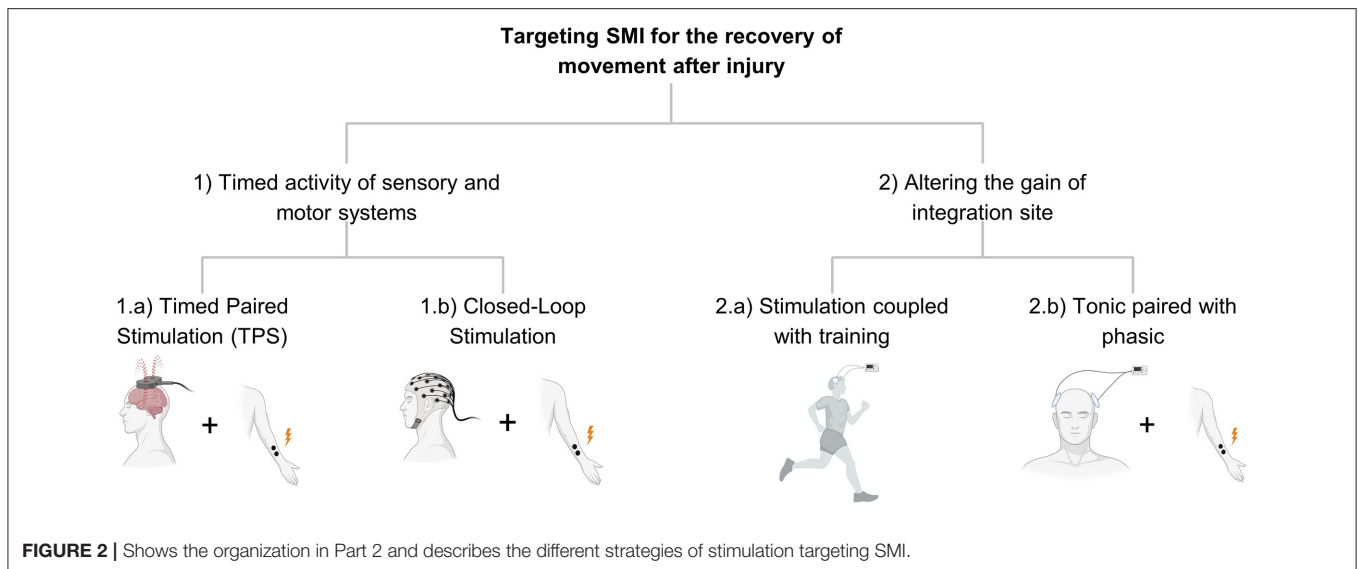 Targeting SMI for the recovery of
movement after injury
1) Timed activity of sensory and
motor systems
2) Altering the gain of
integration site
1.a) Timed Paired
Stimulation (TPS)
1.b) Closed-Loop
Stimulation
2.a) Stimulation coupled
with training
2.b) Tonic paired with
phasic
+
+
+
FIGURE 2 | Shows the organization in Part 2 and describes the different strategies of stimulation targeting SMI.